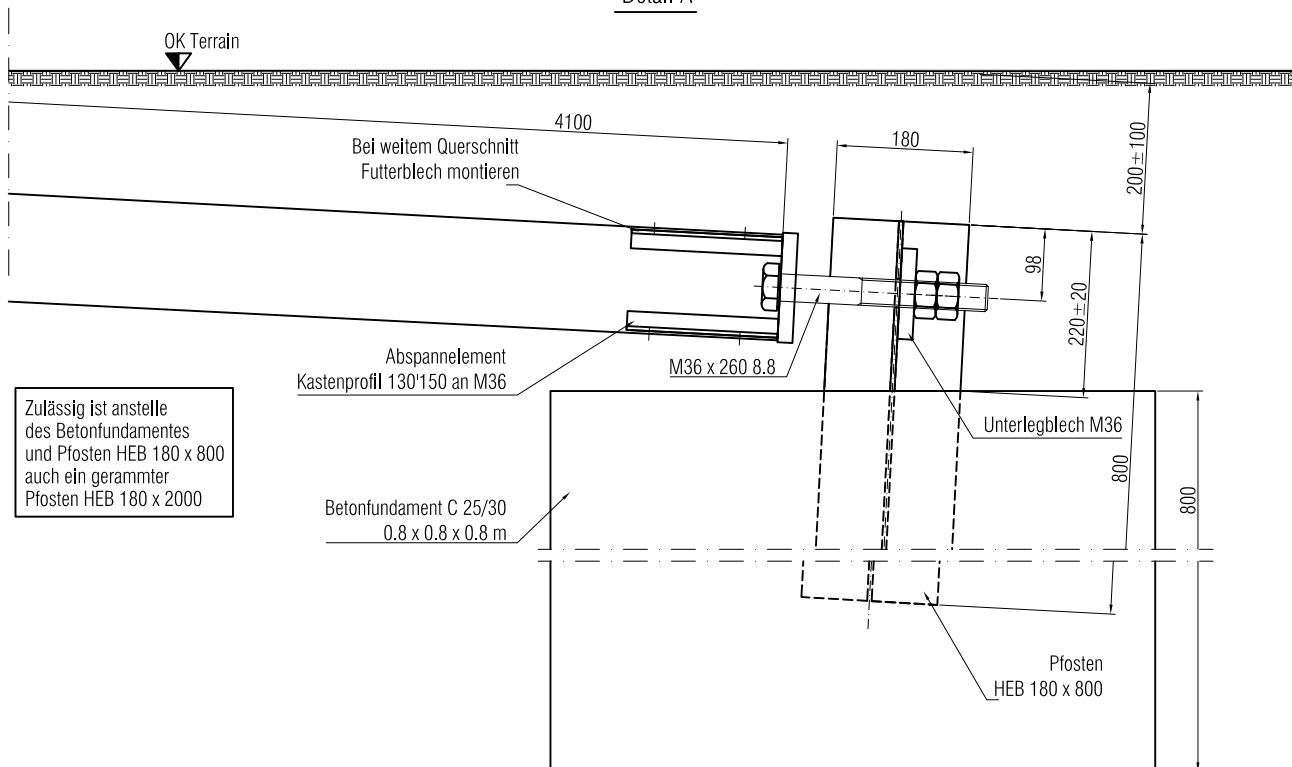 Detail A
OK Terrain
4100
Bei weitem Querschnitt
Futterblech montieren
180
200±100
98
220±20
M36 x 260 8.8
Abspannelement
Kastenprofil 130'150 an M36
Unterlegblech M36
Zulässig ist anstelle
des Betonfundamentes
und Pfosten HEB 180 x 800
auch ein gerammter
Pfosten HEB 180 x 2000
800
800
Betonfundament C 25/30
0.8 x 0.8 x 0.8 m
Pfosten
HEB 180 x 800